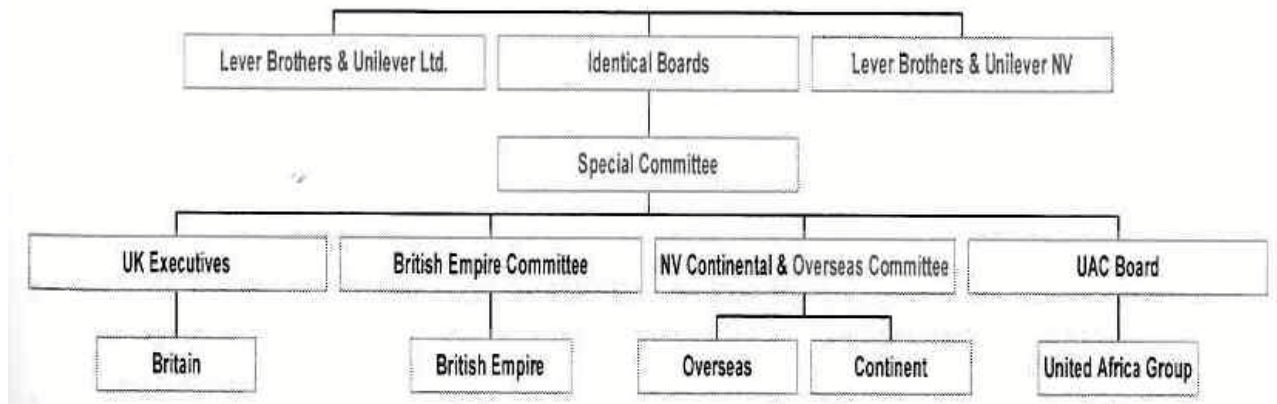 Lever Brothers & Unilever Ltd.
Identical Boards
Lever Brothers & Unilever NV
Special Committee
UK Executives
British Empire Committee
NV Continental & Overseas Committee
UAC Board
Britain
British Empire
Overseas
Continent
United Africa Group